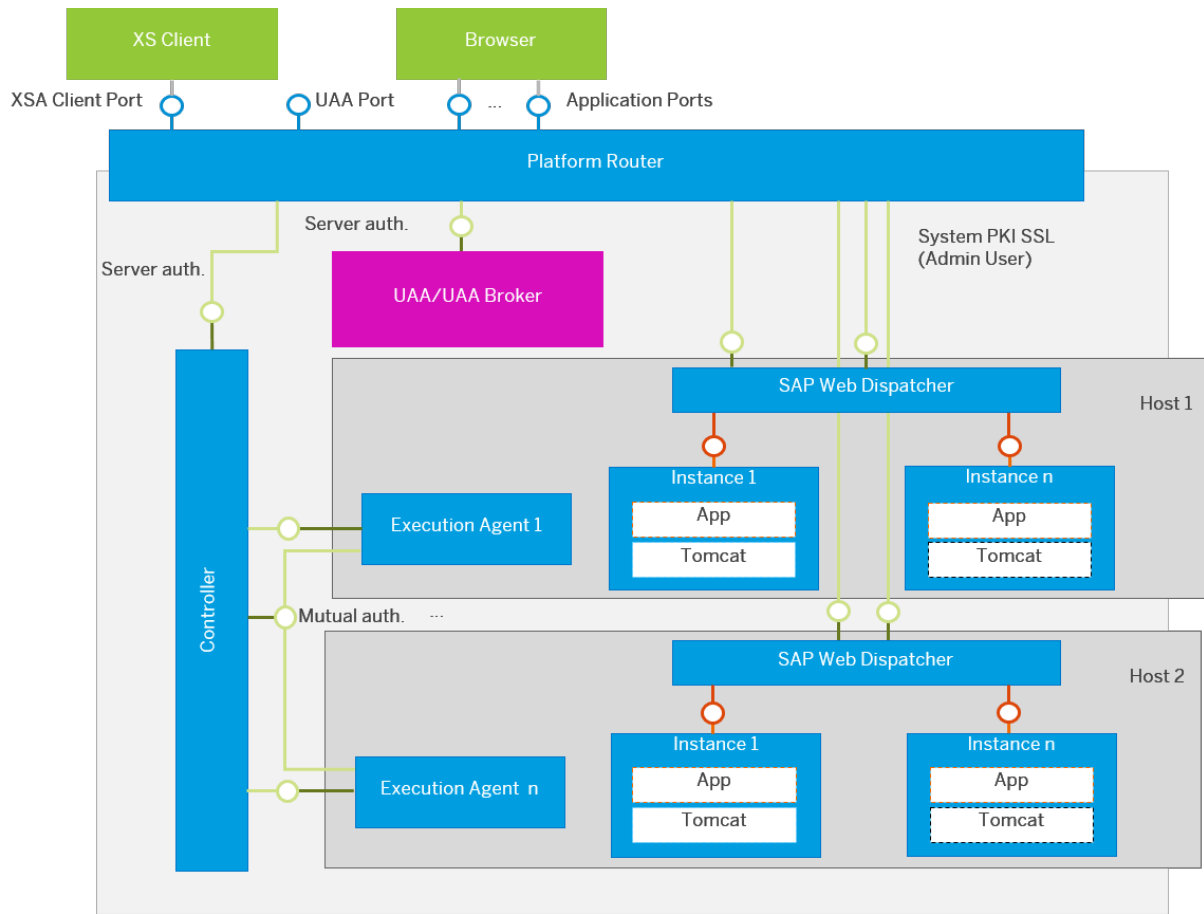 XS Client
Browser
XSA Client Port
UAA Port
...
Application Ports
Platform Router
Server auth.
Server auth.
System PKI SSL
(Admin User)
UAA/UAA Broker
SAP Web Dispatcher
Host 1
Instance 1
Instance n
App
App
Execution Agent 1
Tomcat
Tomcat
Controller
Mutual auth.
...
SAP Web Dispatcher
Host 2
Instance 1
Instance n
App
App
Execution Agent n
Tomcat
Tomcat